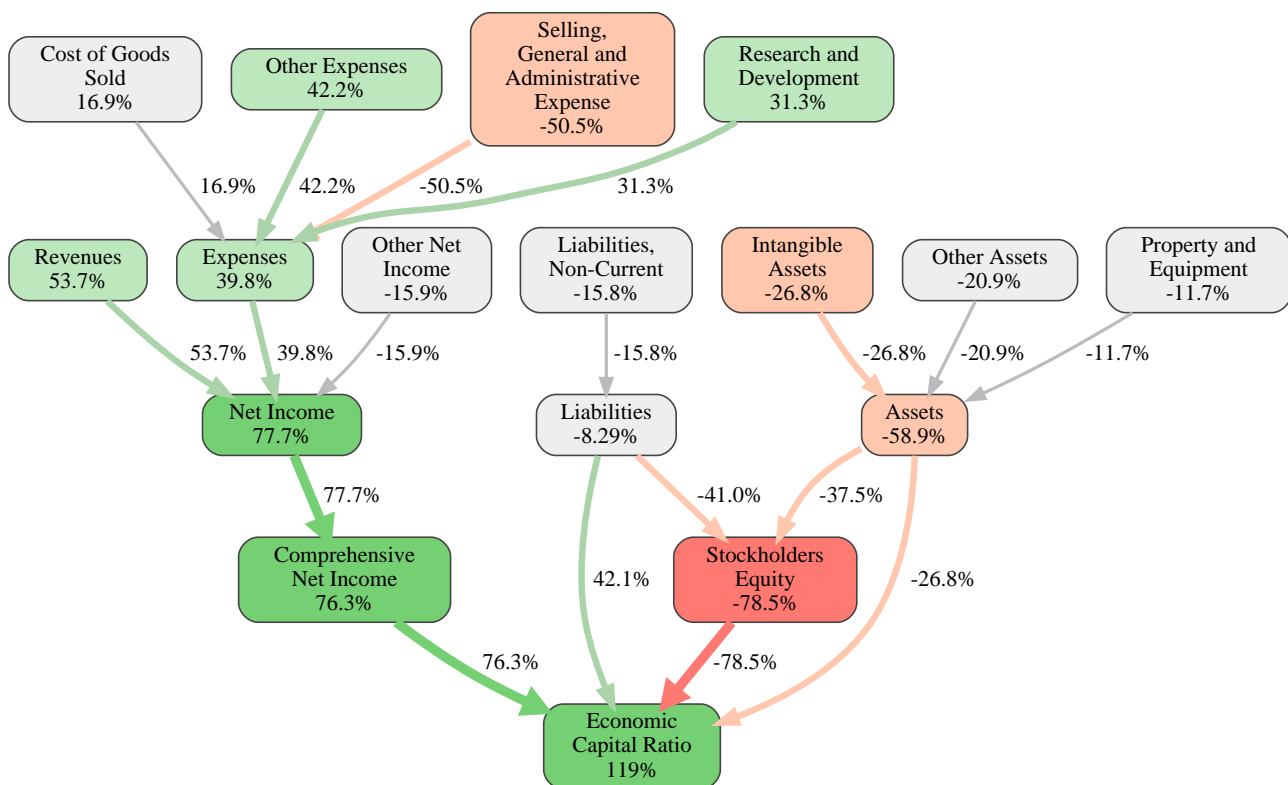 Cost of Goods
Sold
16.9%
Other Expenses
42.2%
Selling,
General and
Administrative
Expense
-50.5%
Research and
Development
31.3%
16.9%
42.2%
-50.5%
31.3%
Revenues
53.7%
Expenses
39.8%
Other Net
Income
-15.9%
Liabilities,
Non-Current
-15.8%
Intangible
Assets
-26.8%
Other Assets
-20.9%
Property and
Equipment
-11.7%
53.7%
39.8%
-15.9%
-15.8%
-26.8%
-20.9%
-11.7%
Net Income
77.7%
Liabilities
-8.29%
Assets
-58.9%
77.7%
-41.0%
-37.5%
Comprehensive
Net Income
76.3%
42.1%
Stockholders
Equity
-78.5%
-26.8%
76.3%
-78.5%
Economic
Capital Ratio
119%